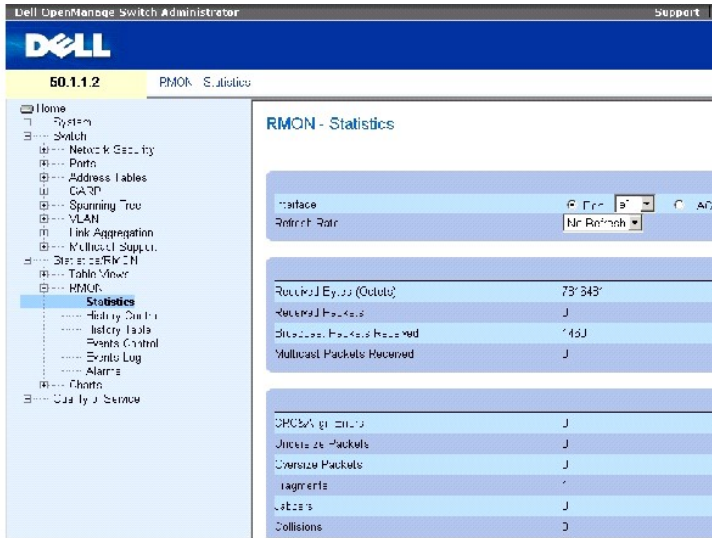 Dell OpenManage Switch Administrator
Support
DELL
50.1.1.2
RMON Statistics
Home
System
Switch
Network Security
Ports
Address Tables
GARP
Spanning Tree
VLAN
Link Aggregation
Multicast Support
Statistics/RMON
Table Views
RMON
Statistics
History Control
History Table
Events Control
Events Log
Alarms
Charts
Quality of Service
RMON - Statistics
Interface
Port
Refresh Rate
No Refresh
Received Bytes (Octets)
Received Packets
0
Broadcast Packets Received
Multicast Packets Received
0
CRC&Align Errors
0
Undersize Packets
0
Oversize Packets
0
Fragments
1
Jabbers
0
Collisions
0